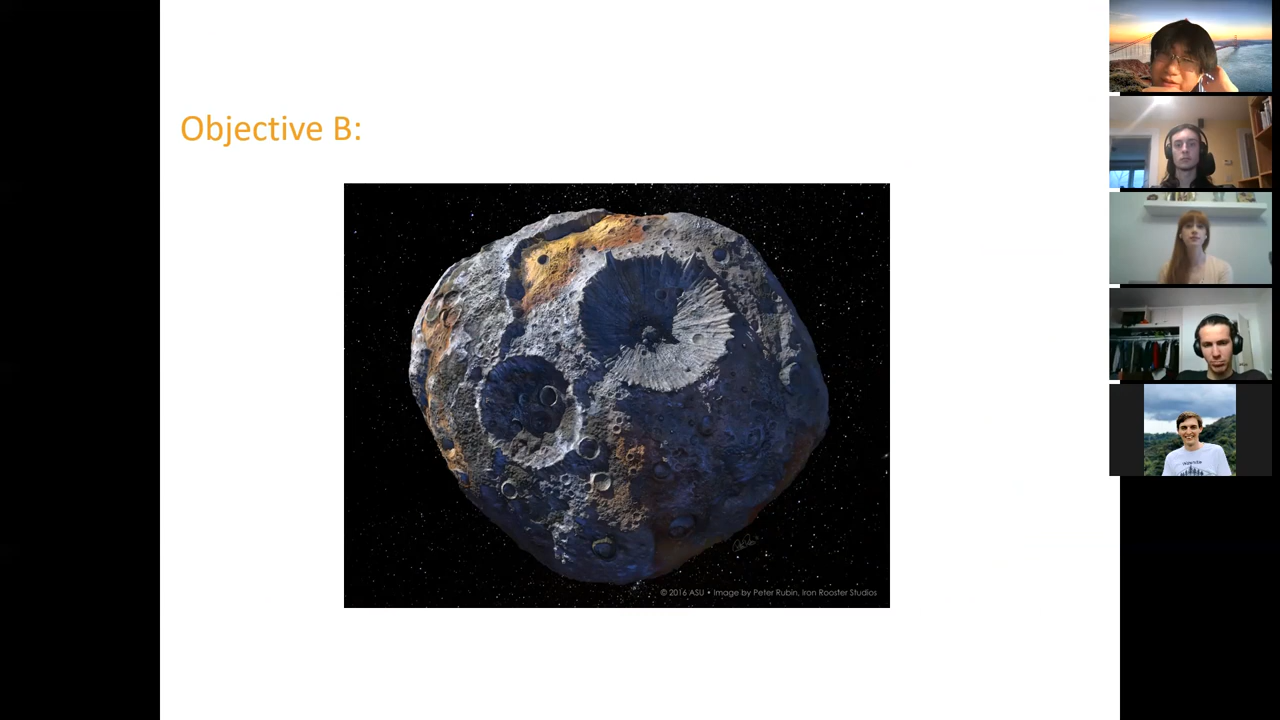 Objective B:
© 2016 ASU • Image by Peter Rubin, Iron Rooster Studios